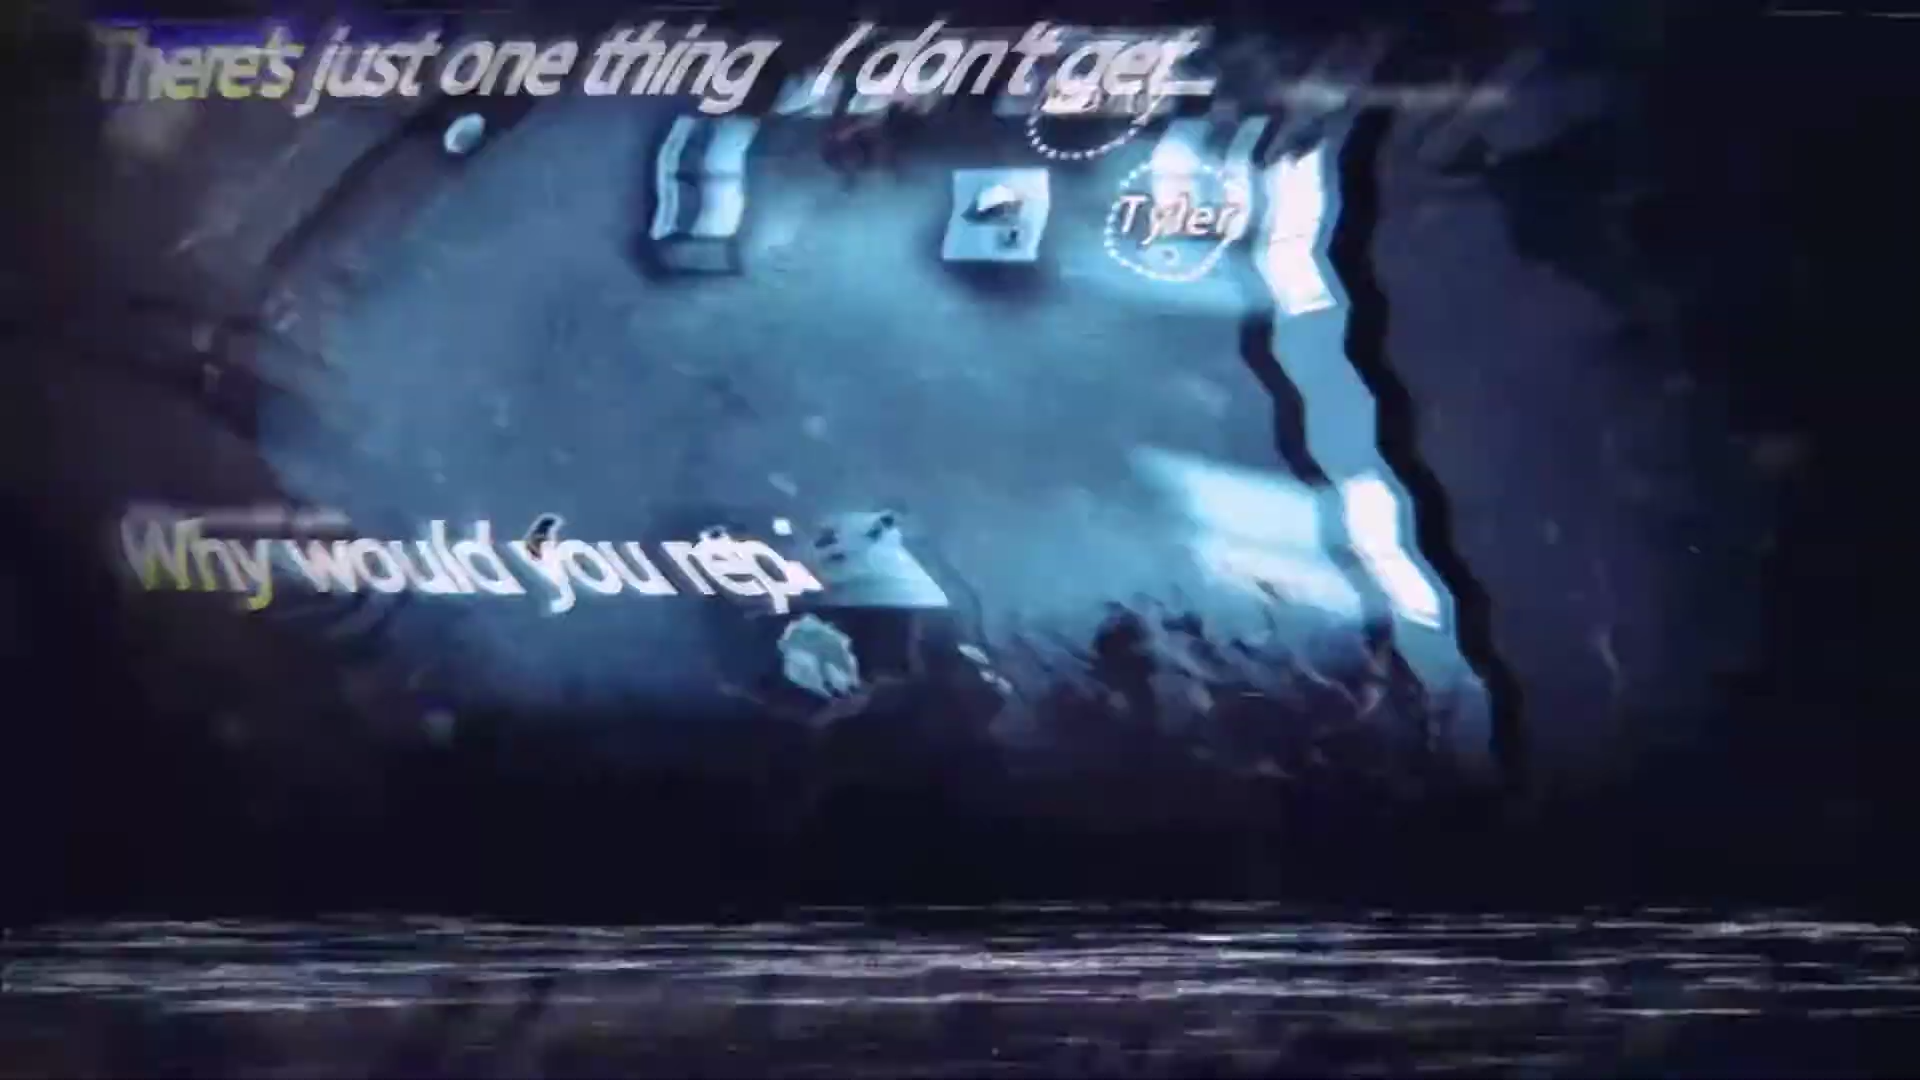 There's just one thing I don't get...
Tyler
Why would you rep